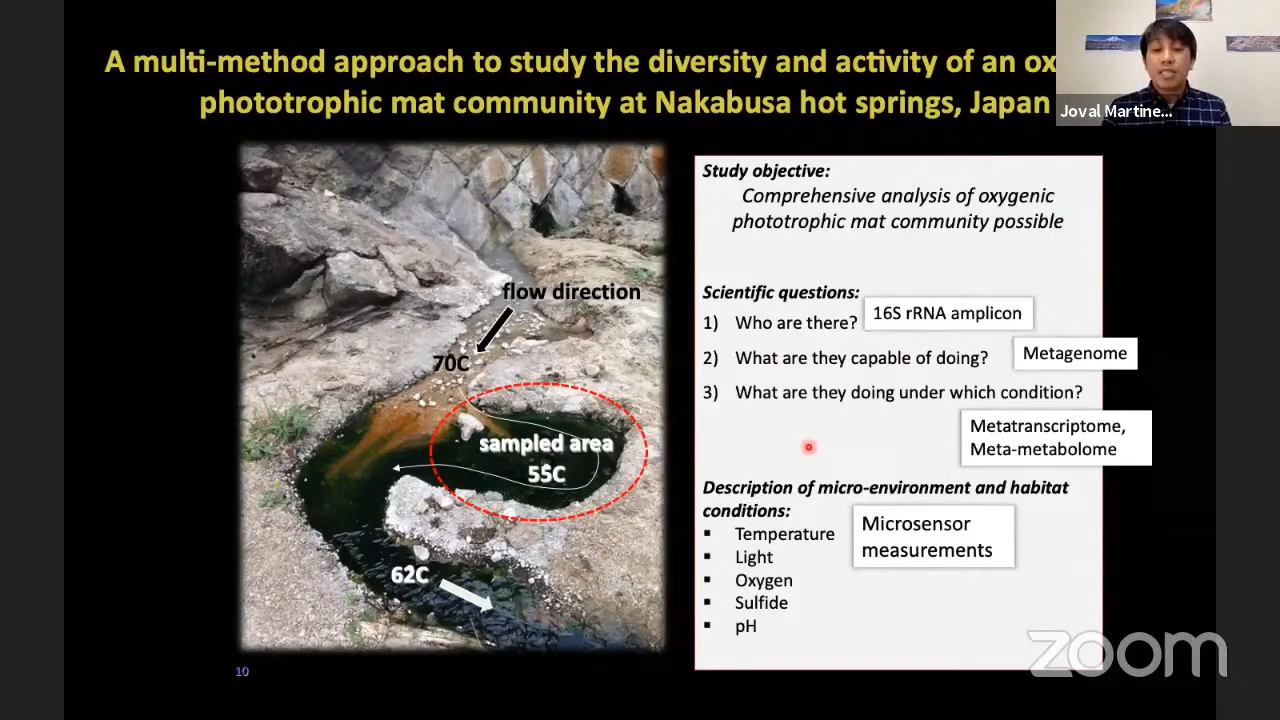 A multi-method approach to study the diversity and activity of an ox
phototrophic mat community at Nakabusa hot springs, Japan
Joval Martine...
flow direction
70C
sampled area
55C
62C
Study objective:
Comprehensive analysis of oxygenic
phototrophic mat community possible
Scientific questions:
1) Who are there?
16S rRNA amplicon
2) What are they capable of doing?
Metagenome
3) What are they doing under which condition?
Metatranscriptome,
Meta-metabolome
Description of micro-environment and habitat
conditions:
▪ Temperature
▪ Light
▪ Oxygen
▪ Sulfide
▪ pH
Microsensor
measurements
10
zoom